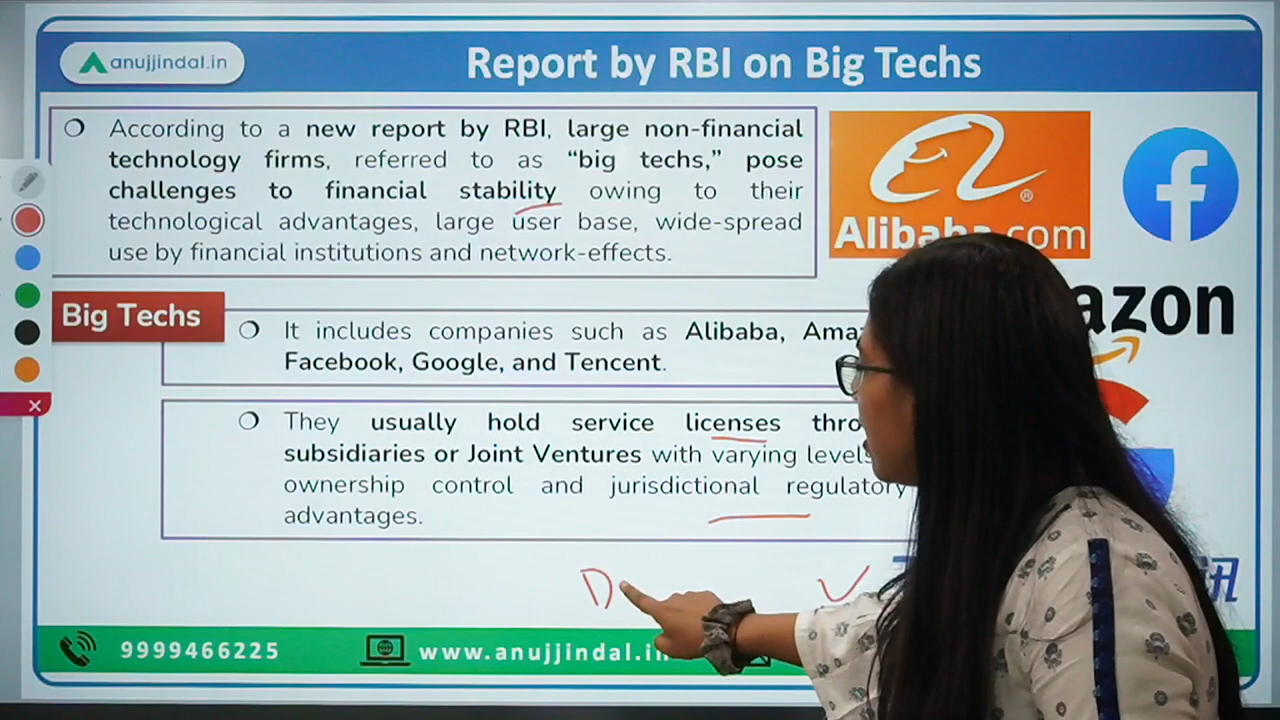 anujjindal.in
Report by RBI on Big Techs
According to a new report by RBI, large non-financial
technology firms, referred to as “big techs,” pose
challenges to financial stability owing to their
technological advantages, large user base, wide-spread
use by financial institutions and network-effects.
Alibaba.com
f
azon
Big Techs
It includes companies such as Alibaba, Ama
Facebook, Google, and Tencent.
They usually hold service licenses thro
subsidiaries or Joint Ventures with varying levels
ownership control and jurisdictional regulatory
advantages.
D
讯
9999466225
www.anujjindal.in